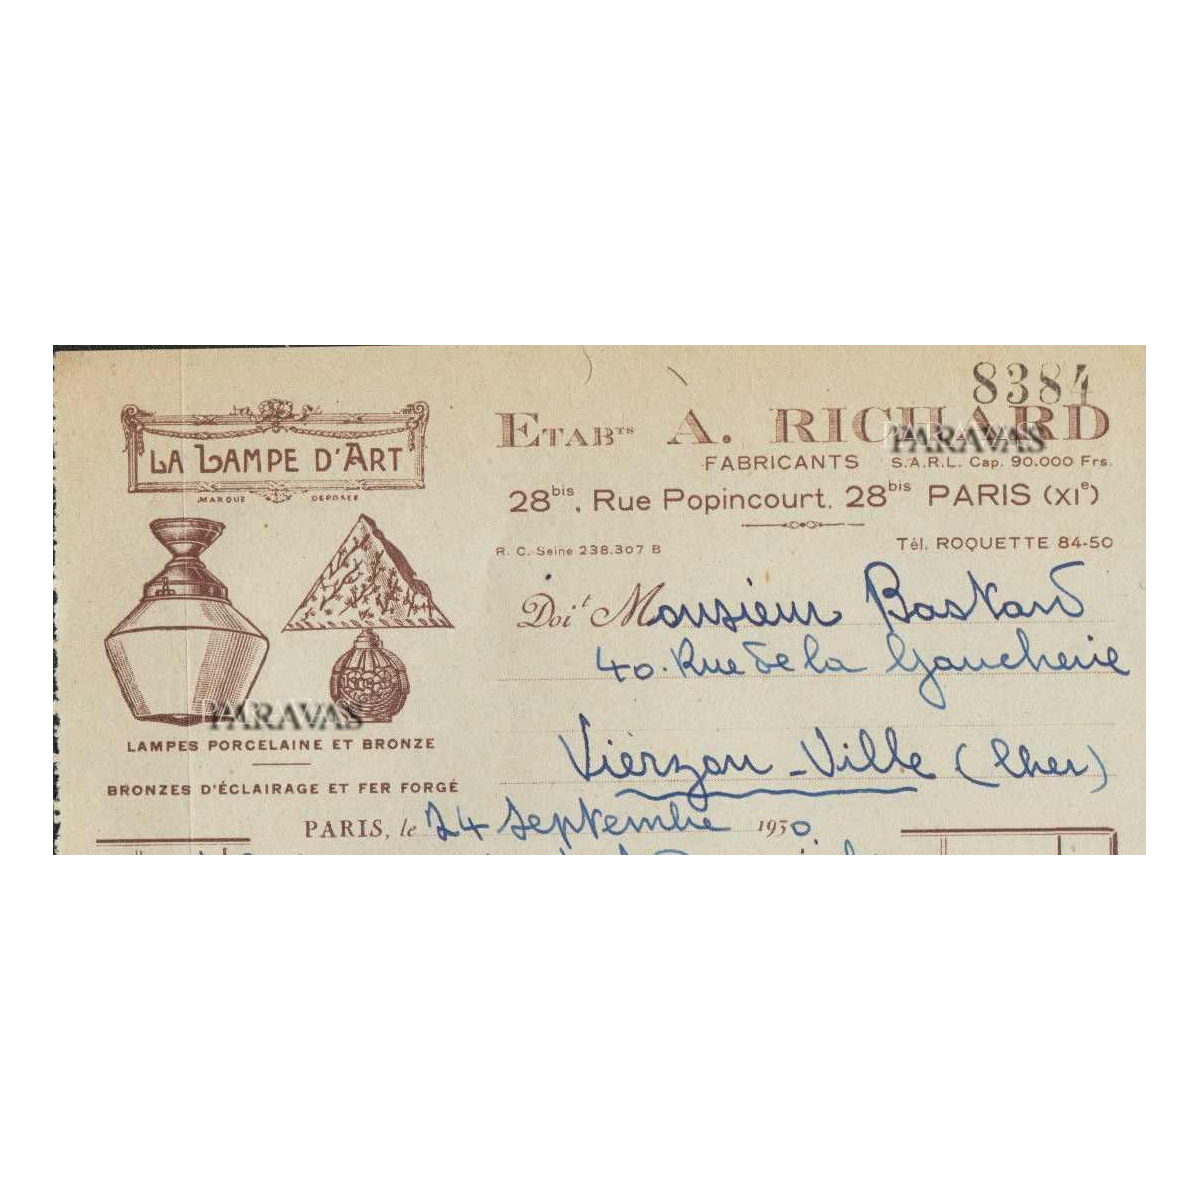 8384
LA LAMPE D'ART
MARQUE DEPOSEE
ETABTS A. RICHARD
FABRICANTS S.A.R.L. Cap. 90.000 Frs.
28bis, Rue Popincourt. 28bis PARIS (XIe)
R. C. Seine 238.307 B
Tél. ROQUETTE 84-50
Doit Monsieur Bastard
40. Rue de la Gaucherie
Vierzon-Ville (Cher)
PARAVAS
PARAVAS
LAMPES PORCELAINE ET BRONZE
BRONZES D'ÉCLAIRAGE ET FER FORGÉ
PARIS, le 24 septembre 1930